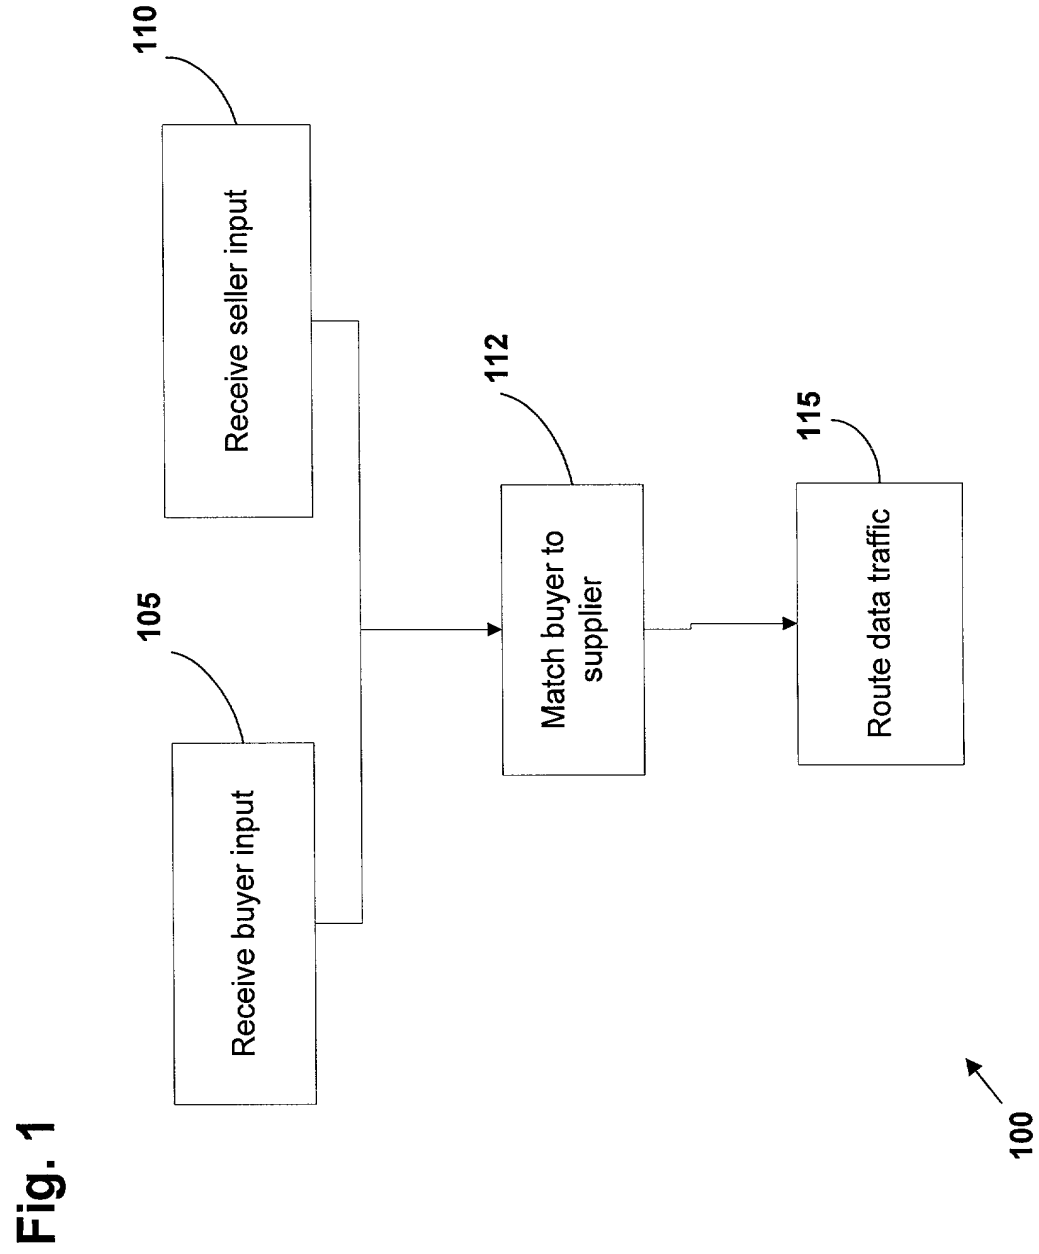 Fig. 1
105
110
Receive buyer input
Receive seller input
112
Match buyer to
supplier
115
Route data traffic
100